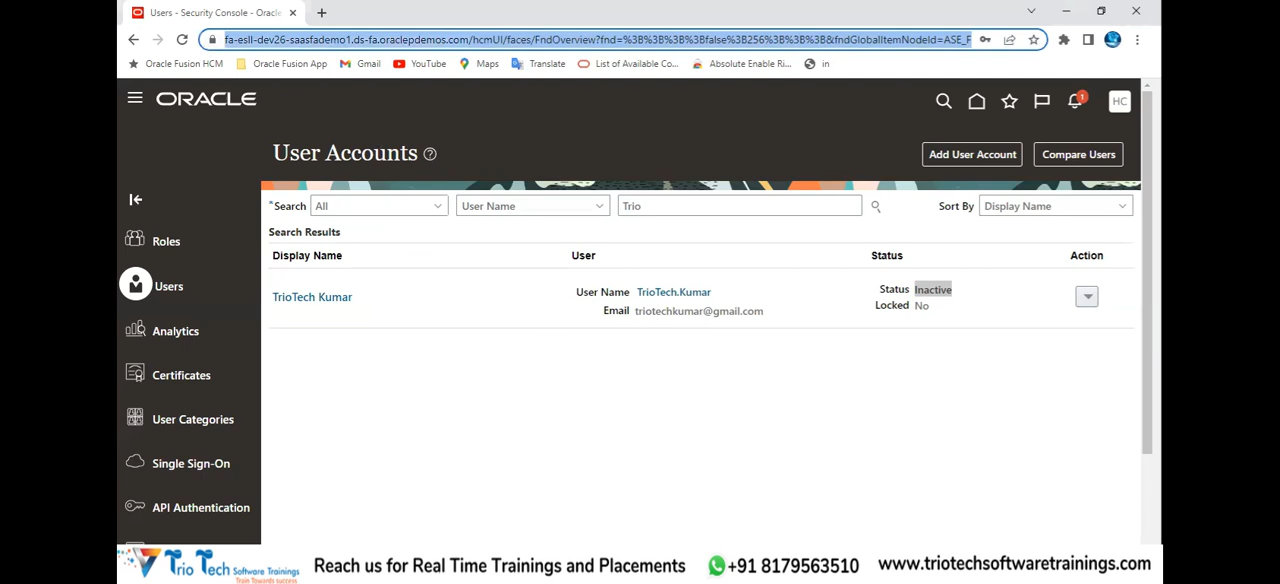 Users - Security Console - Oracle
fa-esll-dev26-saasfademo1.ds-fa.oraclepdemos.com/hcmUI/faces/FndOverview?fnd=%3B%3B%3B%3Bfalse%3B256%3B%3B%3B&fndGlobalItemNodeId=ASE_F
Oracle Fusion HCM
Oracle Fusion App
Gmail
YouTube
Maps
Translate
List of Available Co...
Absolute Enable Ri...
in
ORACLE
1
HC
User Accounts
Add User Account
Compare Users
*Search All User Name Trio
Sort By Display Name
Search Results
Display Name User Status Action
TrioTech Kumar
User Name TrioTech.Kumar
Email triotechkumar@gmail.com
Status Inactive
Locked No
Roles
Users
Analytics
Certificates
User Categories
Single Sign-On
API Authentication
Trio Tech Software Trainings
Train Towards success
Reach us for Real Time Trainings and Placements
+91 8179563510
www.triotechsoftwaretrainings.com